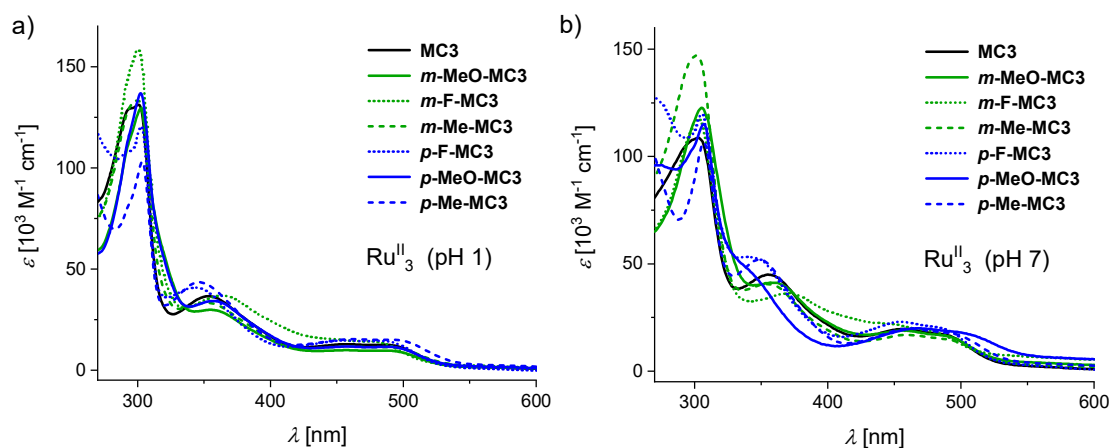 a)
ε [10³ M⁻¹ cm⁻¹]
150
100
50
0
MC3
m-MeO-MC3
m-F-MC3
m-Me-MC3
p-F-MC3
p-MeO-MC3
p-Me-MC3
Ruᴵᴵ₃ (pH 1)
300 400 500 600
λ [nm]
b)
ε [10³ M⁻¹ cm⁻¹]
150
100
50
0
MC3
m-MeO-MC3
m-F-MC3
m-Me-MC3
p-F-MC3
p-MeO-MC3
p-Me-MC3
Ruᴵᴵ₃ (pH 7)
300 400 500 600
λ [nm]